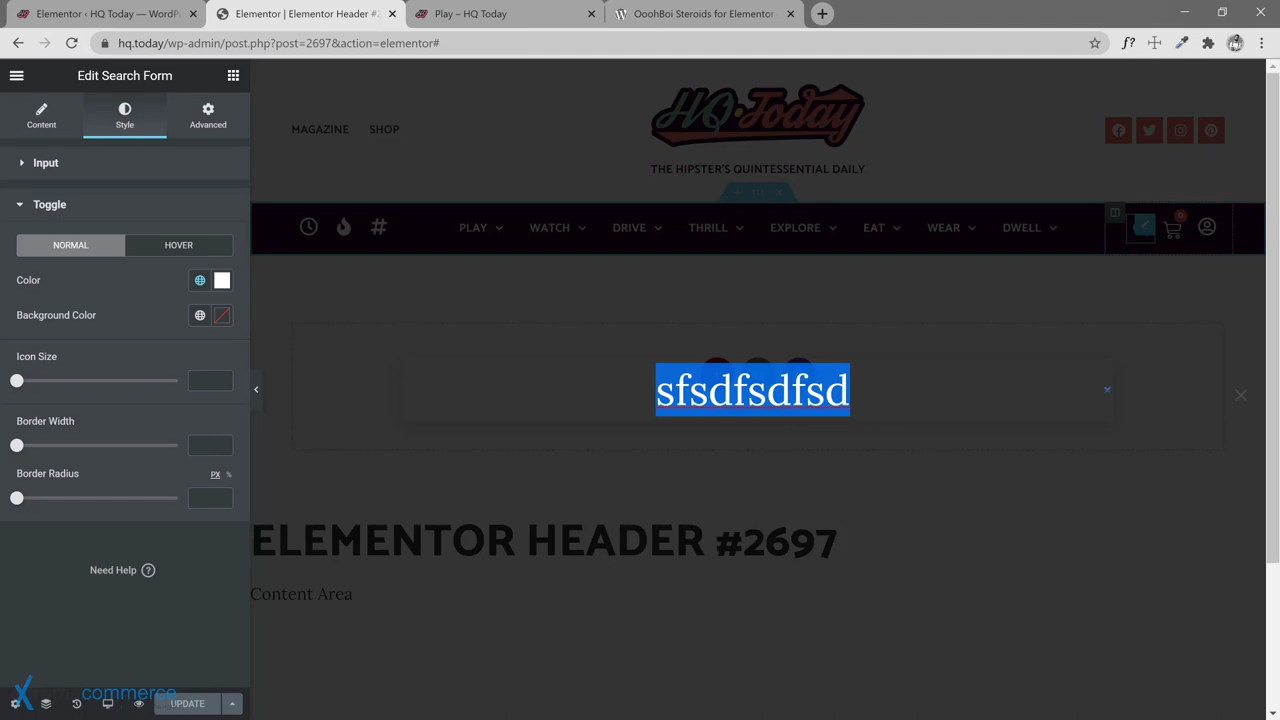 Elementor ‹ HQ Today — WordPr
Elementor | Elementor Header #2
Play – HQ Today
OoohBoi Steroids for Elementor
hq.today/wp-admin/post.php?post=2697&action=elementor#
f?
Edit Search Form
Content
Style
Advanced
Input
Toggle
NORMAL
HOVER
Color
Background Color
Icon Size
Border Width
Border Radius
PX
%
Need Help ?
commerce
UPDATE
MAGAZINE
SHOP
HQ Today
THE HIPSTER'S QUINTESSENTIAL DAILY
#
PLAY
WATCH
DRIVE
THRILL
EXPLORE
EAT
WEAR
DWELL
0
sfsdfsdfsd
ELEMENTOR HEADER #2697
Content Area